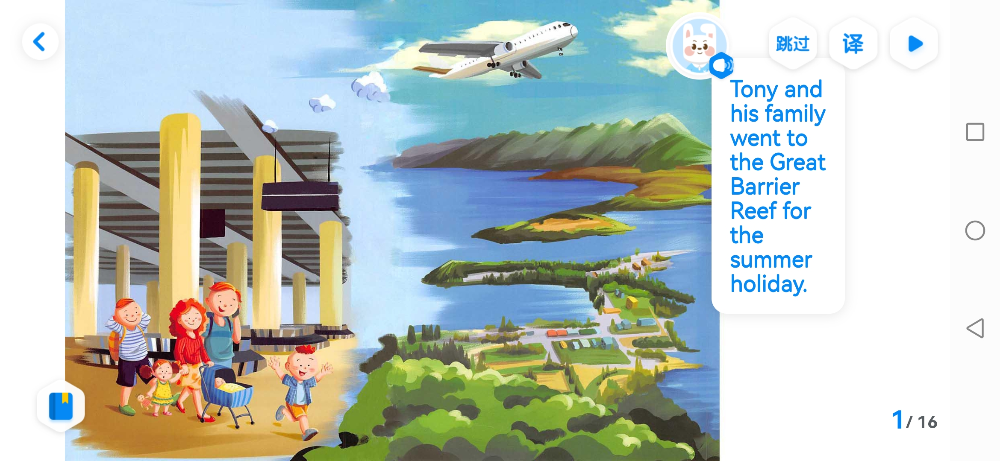 跳过
译
Tony and
his family
went to
the Great
Barrier
Reef for
the
summer
holiday.
1/ 16